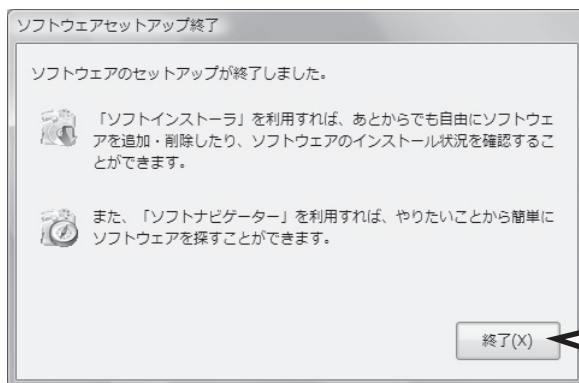 ソフトウェアセットアップ終了
ソフトウェアのセットアップが終了しました。
「ソフトインストーラ」を利用すれば、あとからでも自由にソフトウェ
アを追加・削除したり、ソフトウェアのインストール状況を確認するこ
とができます。
また、「ソフトナビゲーター」を利用すれば、やりたいことから簡単に
ソフトウェアを探すことができます。
終了(X)